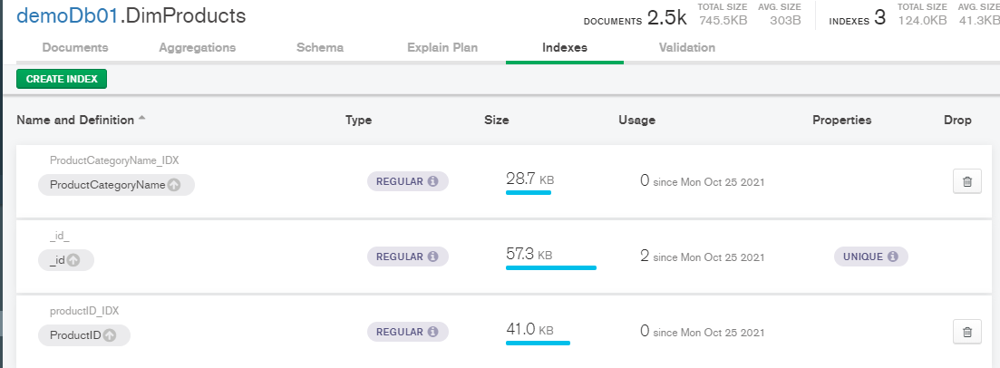 demoDb01.DimProducts
DOCUMENTS 2.5k TOTAL SIZE 745.5KB AVG. SIZE 303B INDEXES 3 TOTAL SIZE 124.0KB AVG. SIZE 41.3KB
Documents Aggregations Schema Explain Plan Indexes Validation
CREATE INDEX
Name and Definition Type Size Usage Properties Drop
ProductCategoryName_IDX
ProductCategoryName REGULAR 28.7 KB 0 since Mon Oct 25 2021
_id_
_id REGULAR 57.3 KB 2 since Mon Oct 25 2021 UNIQUE
productID_IDX
ProductID REGULAR 41.0 KB 0 since Mon Oct 25 2021